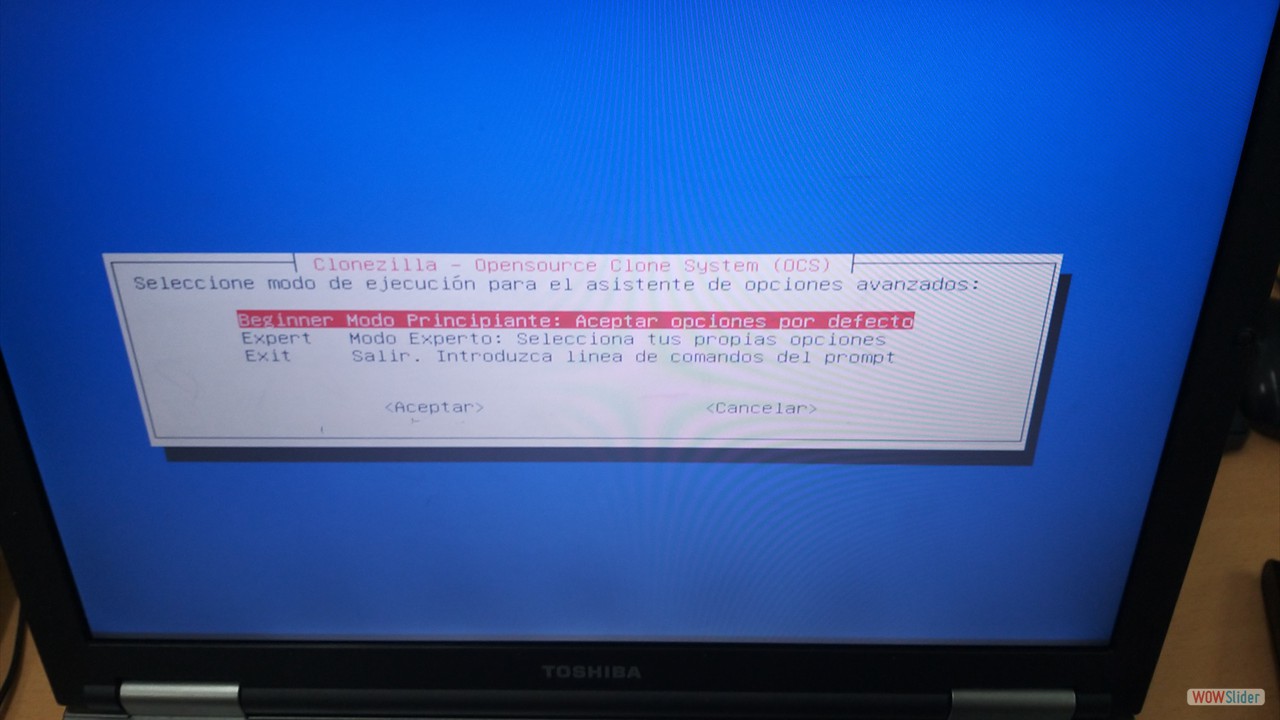 Clonezilla - Opensource Clone System (OCS)
Seleccione modo de ejecución para el asistente de opciones avanzados:
Beginner Modo Principiante: Aceptar opciones por defecto
Expert Modo Experto: Selecciona tus propias opciones
Exit Salir. Introduzca linea de comandos del prompt
<Aceptar> <Cancelar>
TOSHIBA
WOWSlider